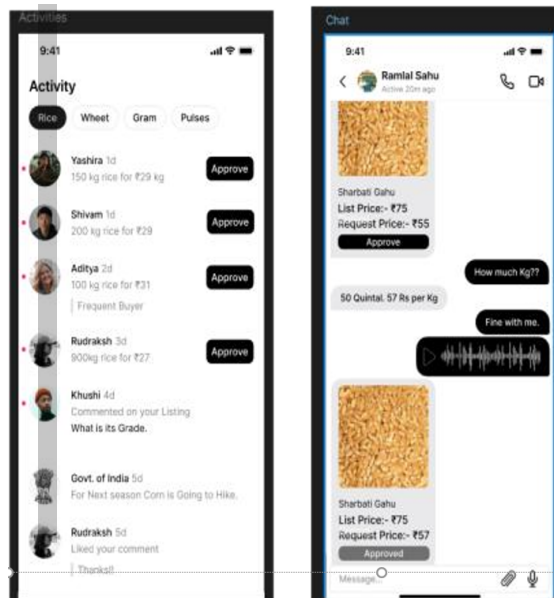 Activities
9:41
Activity
Rice
Wheet
Gram
Pulses
Yashira 1d
150 kg rice for ₹29 kg
Approve
Shivam 1d
200 kg rice for ₹29
Approve
Aditya 2d
100 kg rice for ₹31
Approve
Frequent Buyer
Rudraksh 3d
900kg rice for ₹27
Approve
Khushi 4d
Commented on your Listing
What is its Grade.
Govt. of India 5d
For Next season Corn is Going to Hike.
Rudraksh 5d
Liked your comment
Thanks!!
Chat
9:41
Ramlal Sahu
Active 20m ago
Sharbati Gahu
List Price:- ₹75
Request Price:- ₹55
Approve
How much Kg??
50 Quintal. 57 Rs per Kg
Fine with me.
Sharbati Gahu
List Price:- ₹75
Request Price:- ₹57
Approved
Message...